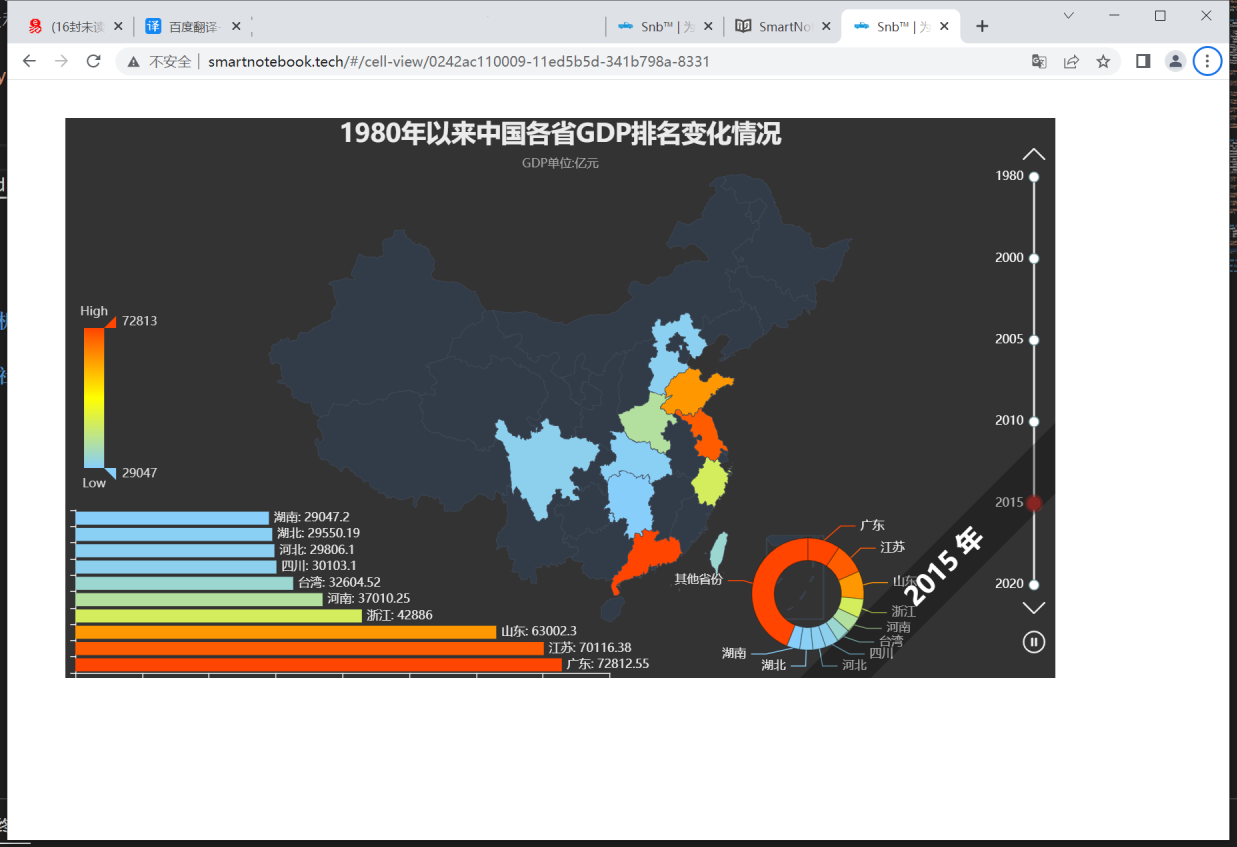 (16封未读
百度翻译-
Snb™ | 为
SmartNo
Snb™ | 为
不安全
smartnotebook.tech/#/cell-view/0242ac110009-11ed5b5d-341b798a-8331
1980年以来中国各省GDP排名变化情况
GDP单位:亿元
High
72813
29047
Low
1980
2000
2005
2010
2015
2020
湖南: 29047.2
湖北: 29550.19
河北: 29806.1
四川: 30103.1
台湾: 32604.52
河南: 37010.25
浙江: 42886
山东: 63002.3
江苏: 70116.38
广东: 72812.55
广东
江苏
山东
浙江
河南
台湾
四川
河北
湖北
湖南
其他省份
2015 年